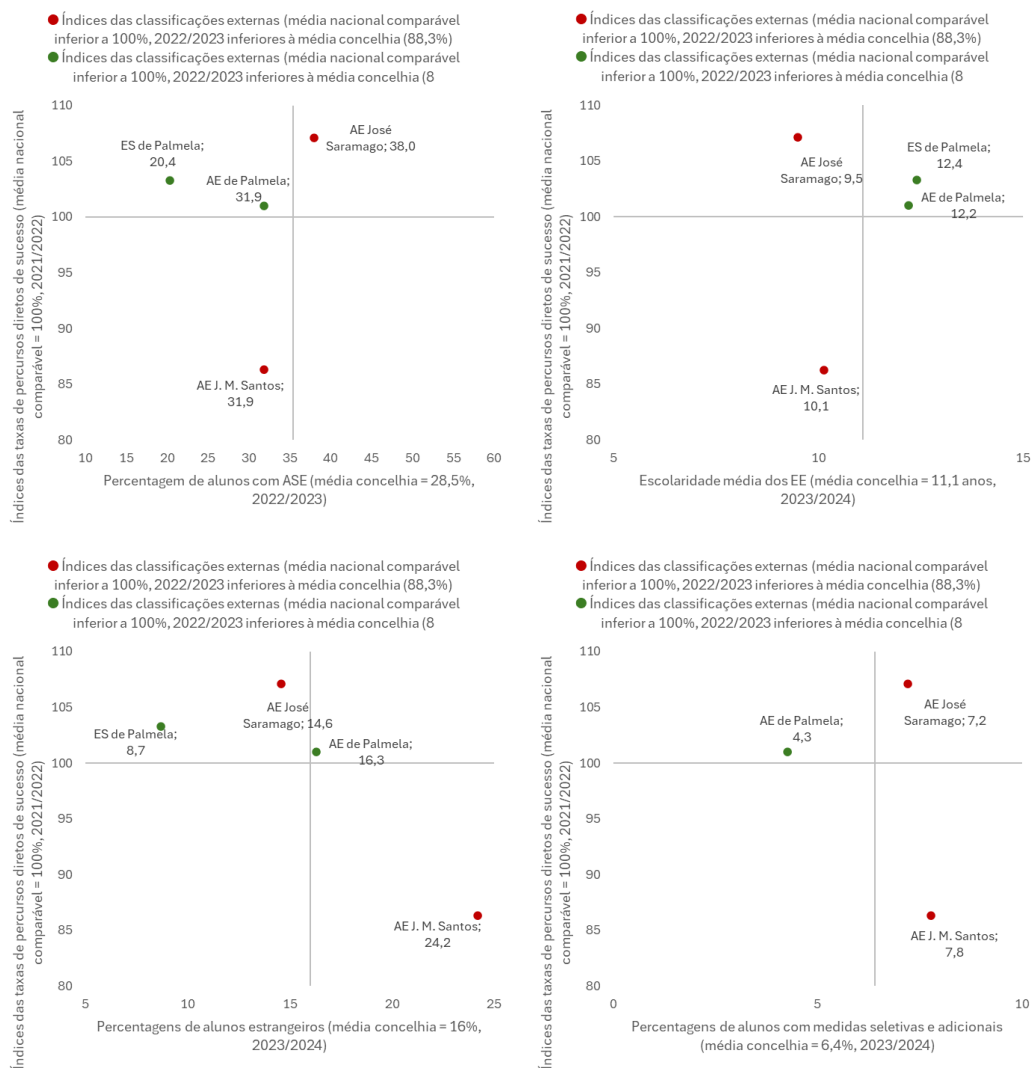 Índices das classificações externas (média nacional comparável
inferior a 100%, 2022/2023 inferiores à média concelhia (88,3%)
Índices das classificações externas (média nacional comparável
inferior a 100%, 2022/2023 inferiores à média concelhia (8
Índices das taxas de percursos diretos de sucesso (média nacional
comparável = 100%, 2021/2022)
110
105
100
95
90
85
80
AE José
Saramago; 38,0
ES de Palmela;
20,4
AE de Palmela;
31,9
AE J. M. Santos;
31,9
10 15 20 25 30 35 40 45 50 55 60
Percentagem de alunos com ASE (média concelhia = 28,5%,
2022/2023)
Índices das classificações externas (média nacional comparável
inferior a 100%, 2022/2023 inferiores à média concelhia (88,3%)
Índices das classificações externas (média nacional comparável
inferior a 100%, 2022/2023 inferiores à média concelhia (8
Índices das taxas de percursos diretos de sucesso (média nacional
comparável = 100%, 2021/2022)
110
105
100
95
90
85
80
AE José
Saramago; 9,5
ES de Palmela;
12,4
AE de Palmela;
12,2
AE J. M. Santos;
10,1
5 10 15
Escolaridade média dos EE (média concelhia = 11,1 anos,
2023/2024)
Índices das classificações externas (média nacional comparável
inferior a 100%, 2022/2023 inferiores à média concelhia (88,3%)
Índices das classificações externas (média nacional comparável
inferior a 100%, 2022/2023 inferiores à média concelhia (8
Índices das taxas de percursos diretos de sucesso (média nacional
comparável = 100%, 2021/2022)
110
105
100
95
90
85
80
AE José
Saramago; 14,6
ES de Palmela;
8,7
AE de Palmela;
16,3
AE J. M. Santos;
24,2
5 10 15 20 25
Percentagens de alunos estrangeiros (média concelhia = 16%,
2023/2024)
Índices das classificações externas (média nacional comparável
inferior a 100%, 2022/2023 inferiores à média concelhia (88,3%)
Índices das classificações externas (média nacional comparável
inferior a 100%, 2022/2023 inferiores à média concelhia (8
Índices das taxas de percursos diretos de sucesso (média nacional
comparável = 100%, 2021/2022)
110
105
100
95
90
85
80
AE José
Saramago; 7,2
AE de Palmela;
4,3
AE J. M. Santos;
7,8
0 5 10
Percentagens de alunos com medidas seletivas e adicionais
(média concelhia = 6,4%, 2023/2024)